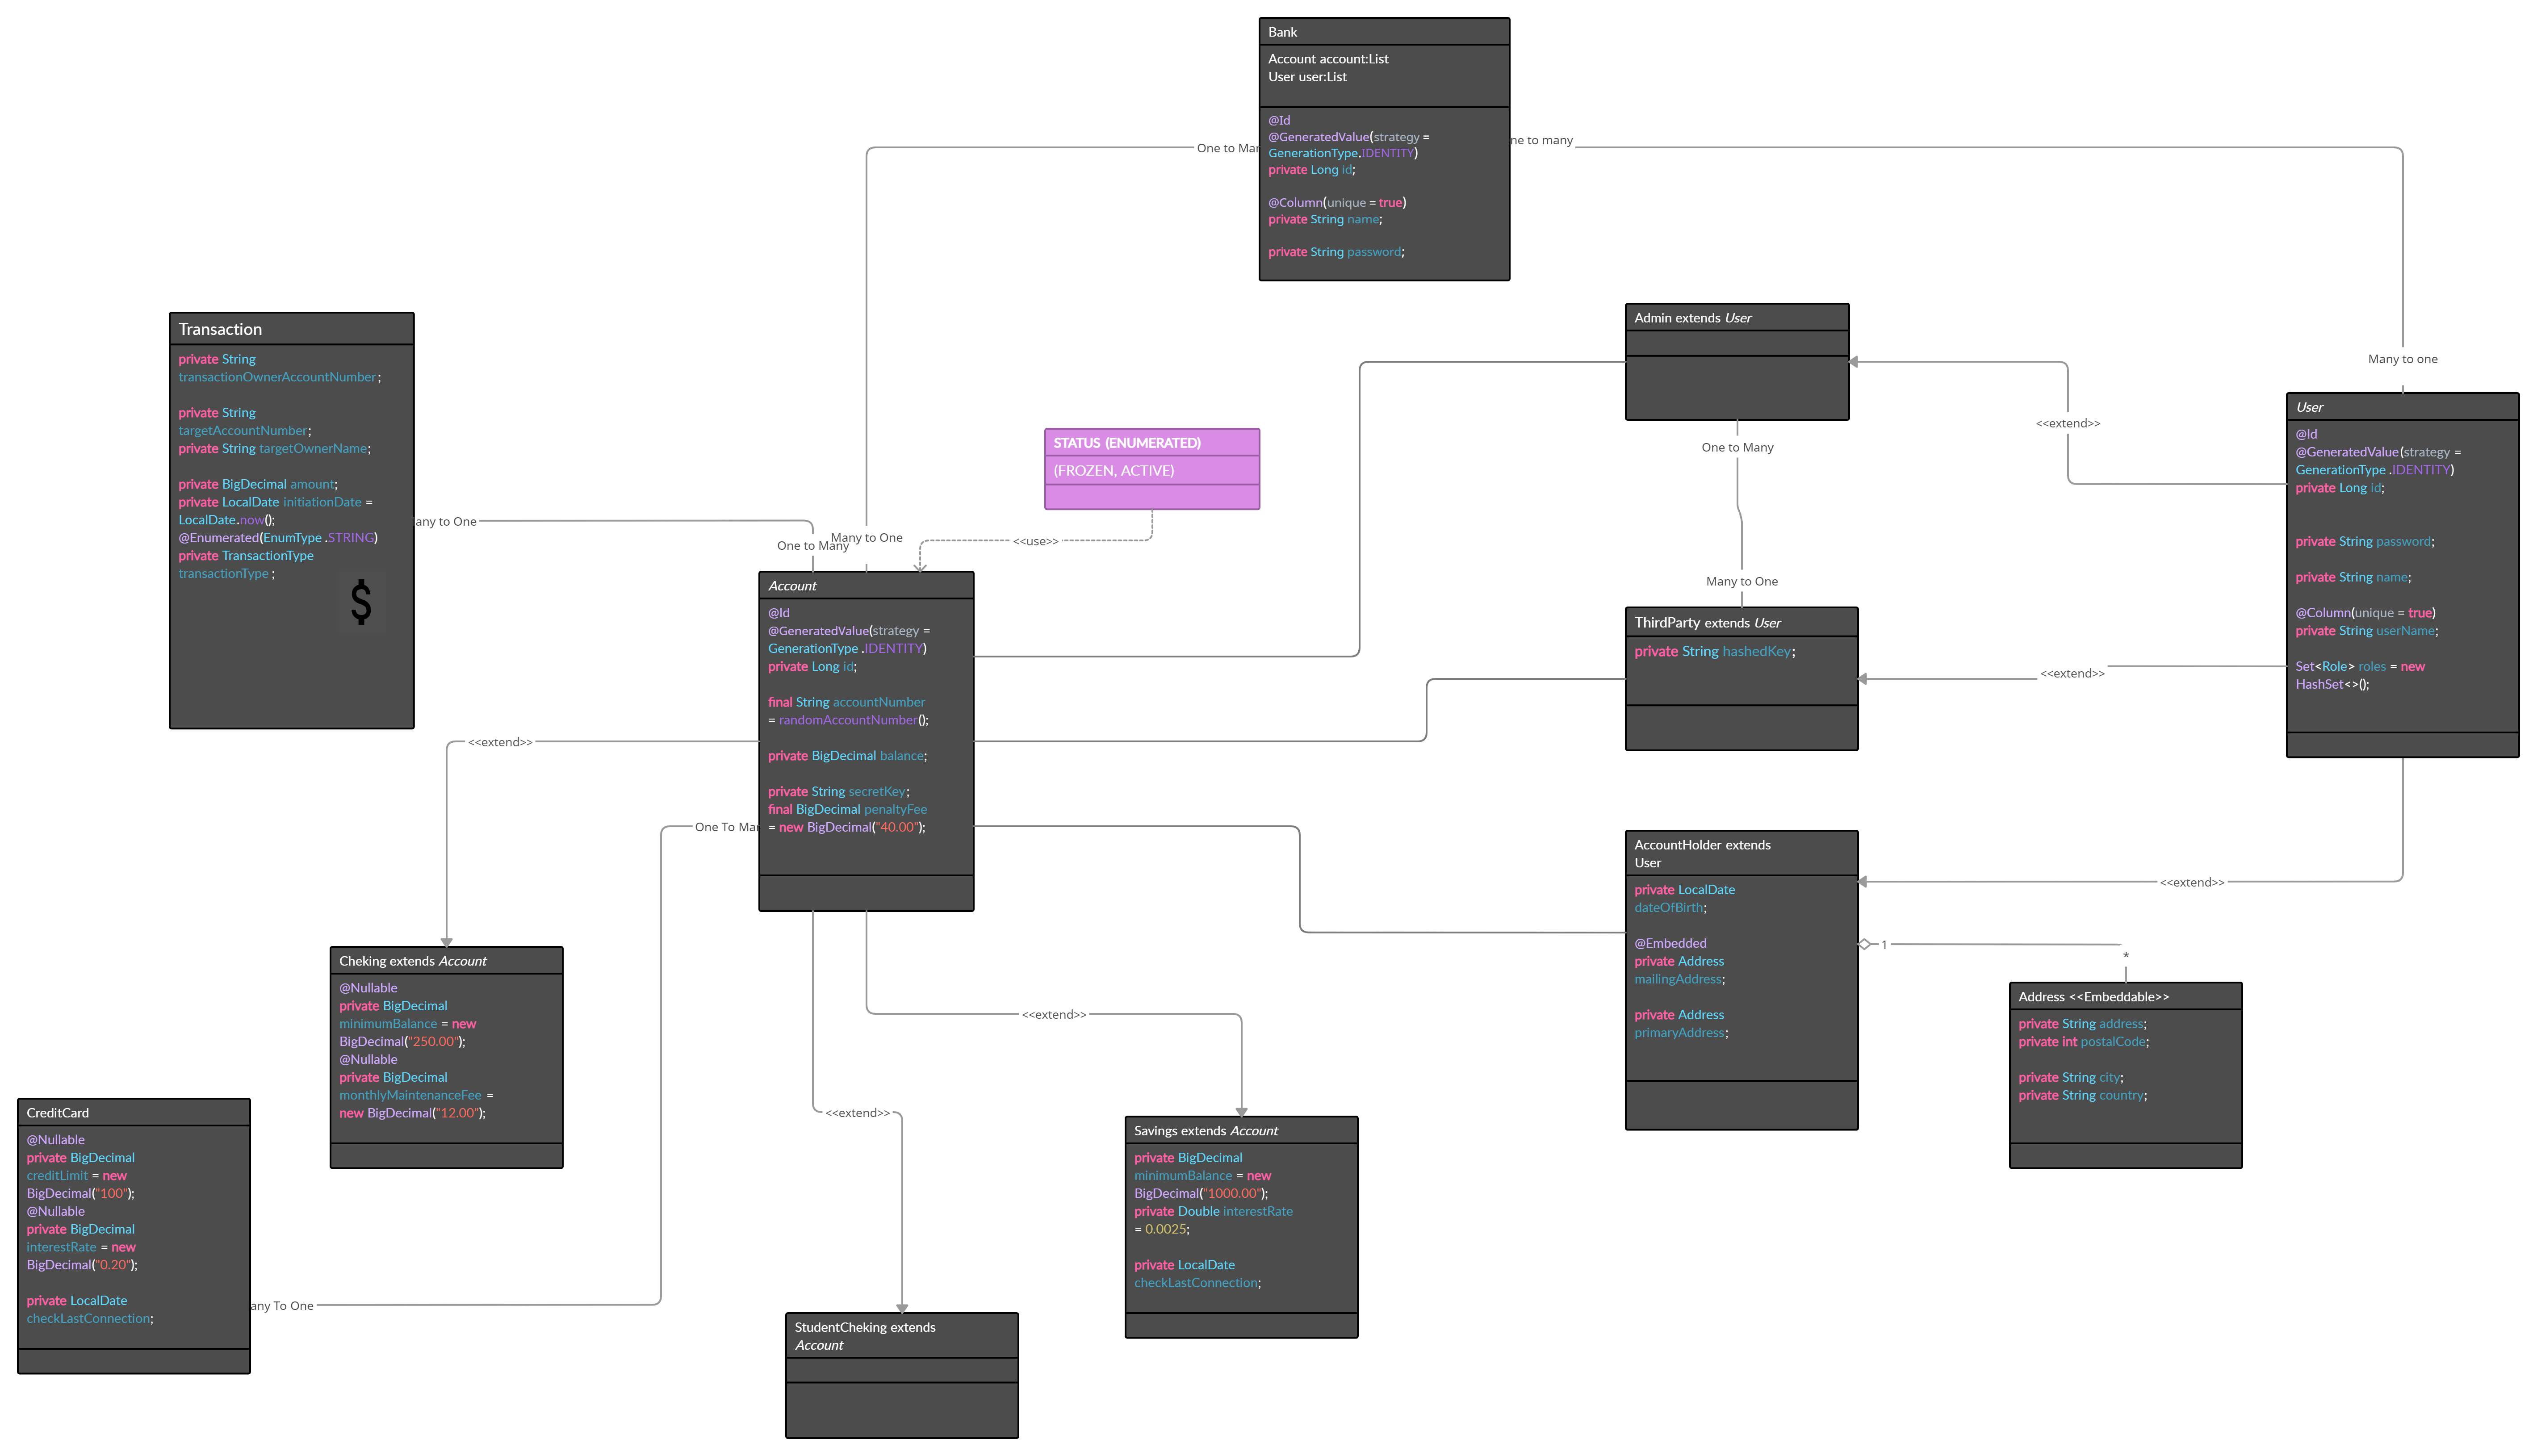 Bank
Account account:List
User user:List
@Id
@GeneratedValue(strategy =
GenerationType.IDENTITY)
private Long id;
@Column(unique = true)
private String name;
private String password;
One to Man
ne to many
Transaction
private String
transactionOwnerAccountNumber;
private String
targetAccountNumber;
private String targetOwnerName;
private BigDecimal amount;
private LocalDate initiationDate =
LocalDate.now();
@Enumerated(EnumType.STRING)
private TransactionType
transactionType;
$
any to One
One to Many
Many to One
STATUS (ENUMERATED)
(FROZEN, ACTIVE)
<<use>>
Admin extends User
One to Many
Many to One
<<extend>>
Many to one
User
@Id
@GeneratedValue(strategy =
GenerationType.IDENTITY)
private Long id;
private String password;
private String name;
@Column(unique = true)
private String userName;
Set<Role> roles = new
HashSet<>();
ThirdParty extends User
private String hashedKey;
<<extend>>
Account
@Id
@GeneratedValue(strategy =
GenerationType.IDENTITY)
private Long id;
final String accountNumber
= randomAccountNumber();
private BigDecimal balance;
private String secretKey;
final BigDecimal penaltyFee
= new BigDecimal("40.00");
<<extend>>
One To Man
AccountHolder extends
User
private LocalDate
dateOfBirth;
@Embedded
private Address
mailingAddress;
private Address
primaryAddress;
<<extend>>
1
*
Address <<Embeddable>>
private String address;
private int postalCode;
private String city;
private String country;
Cheking extends Account
@Nullable
private BigDecimal
minimumBalance = new
BigDecimal("250.00");
@Nullable
private BigDecimal
monthlyMaintenanceFee =
new BigDecimal("12.00");
<<extend>>
<<extend>>
CreditCard
@Nullable
private BigDecimal
creditLimit = new
BigDecimal("100");
@Nullable
private BigDecimal
interestRate = new
BigDecimal("0.20");
private LocalDate
checkLastConnection;
any To One
Savings extends Account
private BigDecimal
minimumBalance = new
BigDecimal("1000.00");
private Double interestRate
= 0.0025;
private LocalDate
checkLastConnection;
StudentCheking extends
Account